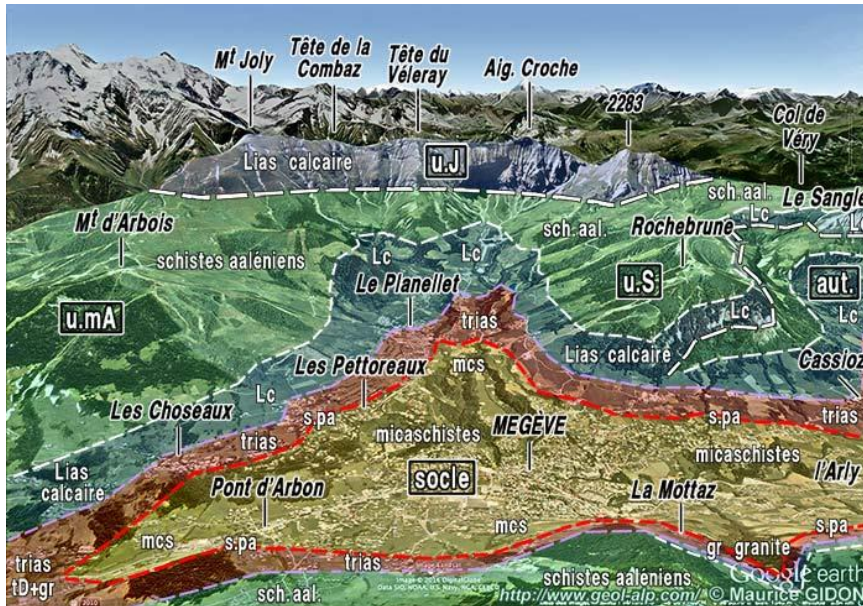 Mt Joly
Tête de la
Combaz
Tête du
Véleray
Aig. Croche
2283
Col de
Véry
Lias calcaire
u.J
sch. aal.
Le Sangle
Lc
Lc
Mt d'Arbois
sch. aal.
Rochebrune
schistes aaléniens
Lc
Lc
Le Planellet
u.S
aut.
u.mA
trias
Lc
Lc
Lias calcaire
Les Pettoreaux
mcs
Cassioz
Lc
Les Choseaux
s.pa
s.pa
trias
trias
micaschistes
MEGÈVE
micaschistes
Lias
calcaire
Pont d'Arbon
socle
l'Arly
La Mottaz
mcs
s.pa
mcs
s.pa
trias
tD+gr
trias
gr
granite
sch. aal.
schistes aaléniens
Google earth
http://www.geol-alp.com/ © Maurice GIDON